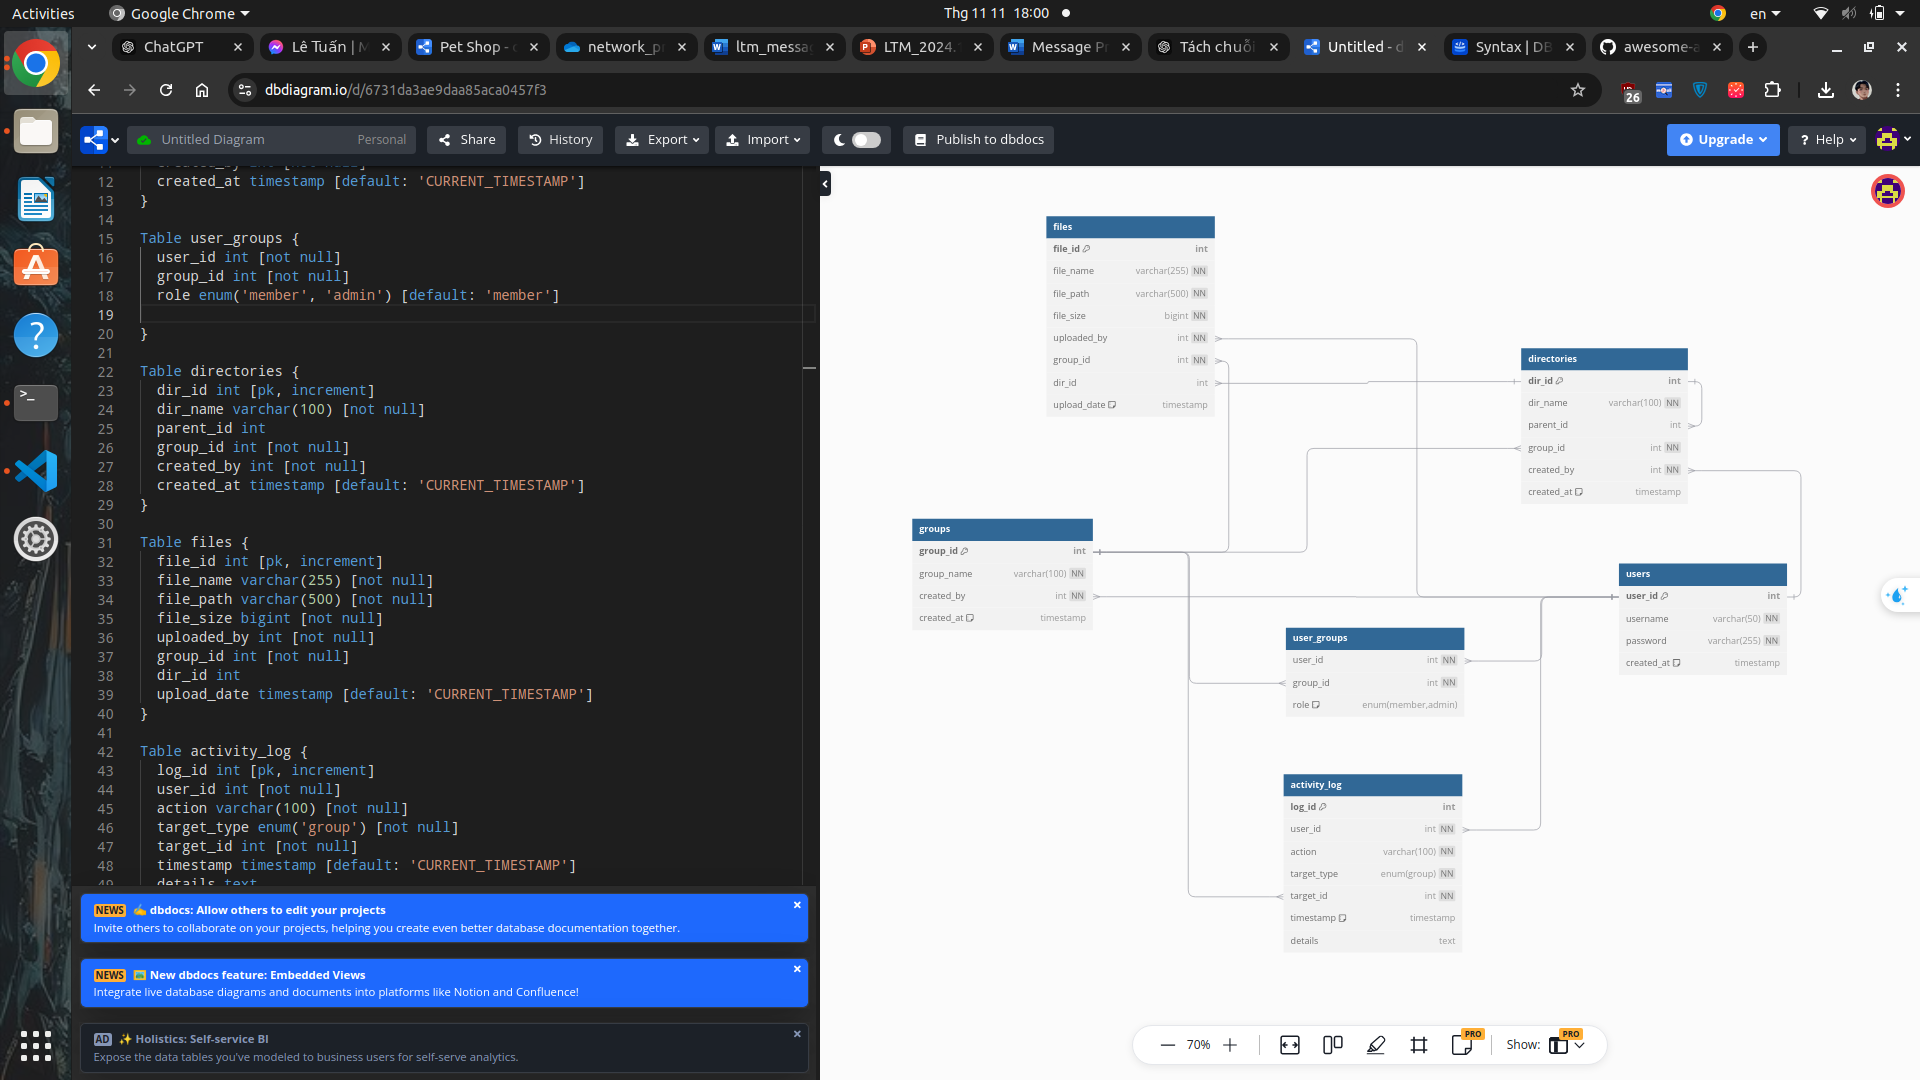 Activities
Google Chrome
Thg 11 11  18:00
en
ChatGPT
Lê Tuấn | M
Pet Shop - d
network_pr
ltm_messag
LTM_2024.1
Message Pr
Tách chuỗi
Untitled - d
Syntax | DB
awesome-a
dbdiagram.io/d/6731da3ae9daa85aca0457f3
26
Untitled Diagram
Personal
Share
History
Export
Import
Publish to dbdocs
Upgrade
Help
12 created_at timestamp [default: 'CURRENT_TIMESTAMP']
13 }
14
15 Table user_groups {
16 user_id int [not null]
17 group_id int [not null]
18 role enum('member', 'admin') [default: 'member']
19
20 }
21
22 Table directories {
23 dir_id int [pk, increment]
24 dir_name varchar(100) [not null]
25 parent_id int
26 group_id int [not null]
27 created_by int [not null]
28 created_at timestamp [default: 'CURRENT_TIMESTAMP']
29 }
30
31 Table files {
32 file_id int [pk, increment]
33 file_name varchar(255) [not null]
34 file_path varchar(500) [not null]
35 file_size bigint [not null]
36 uploaded_by int [not null]
37 group_id int [not null]
38 dir_id int
39 upload_date timestamp [default: 'CURRENT_TIMESTAMP']
40 }
41
42 Table activity_log {
43 log_id int [pk, increment]
44 user_id int [not null]
45 action varchar(100) [not null]
46 target_type enum('group') [not null]
47 target_id int [not null]
48 timestamp timestamp [default: 'CURRENT_TIMESTAMP']
49 details text
NEWS ✍️ dbdocs: Allow others to edit your projects
Invite others to collaborate on your projects, helping you create even better database documentation together.
NEWS New dbdocs feature: Embedded Views
Integrate live database diagrams and documents into platforms like Notion and Confluence!
AD ✨ Holistics: Self-service BI
Expose the data tables you've modeled to business users for self-serve analytics.
files
file_id int
file_name varchar(255) NN
file_path varchar(500) NN
file_size bigint NN
uploaded_by int NN
group_id int NN
dir_id int
upload_date timestamp
directories
dir_id int
dir_name varchar(100) NN
parent_id int
group_id int NN
created_by int NN
created_at timestamp
groups
group_id int
group_name varchar(100) NN
created_by int NN
created_at timestamp
users
user_id int
username varchar(50) NN
password varchar(255) NN
created_at timestamp
user_groups
user_id int NN
group_id int NN
role enum(member,admin)
activity_log
log_id int
user_id int NN
action varchar(100) NN
target_type enum(group) NN
target_id int NN
timestamp timestamp
details text
70%
PRO
Show:
PRO